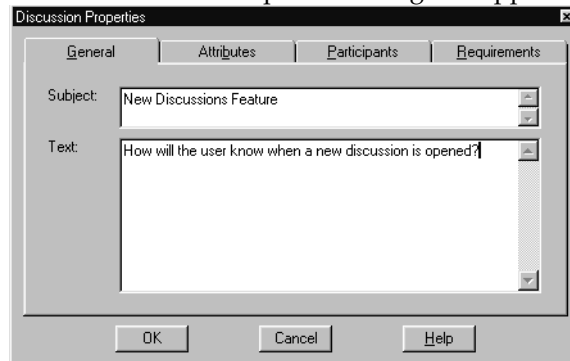 Discussion Properties
General Attributes Participants Requirements
Subject: New Discussions Feature
Text: How will the user know when a new discussion is opened?
OK Cancel Help